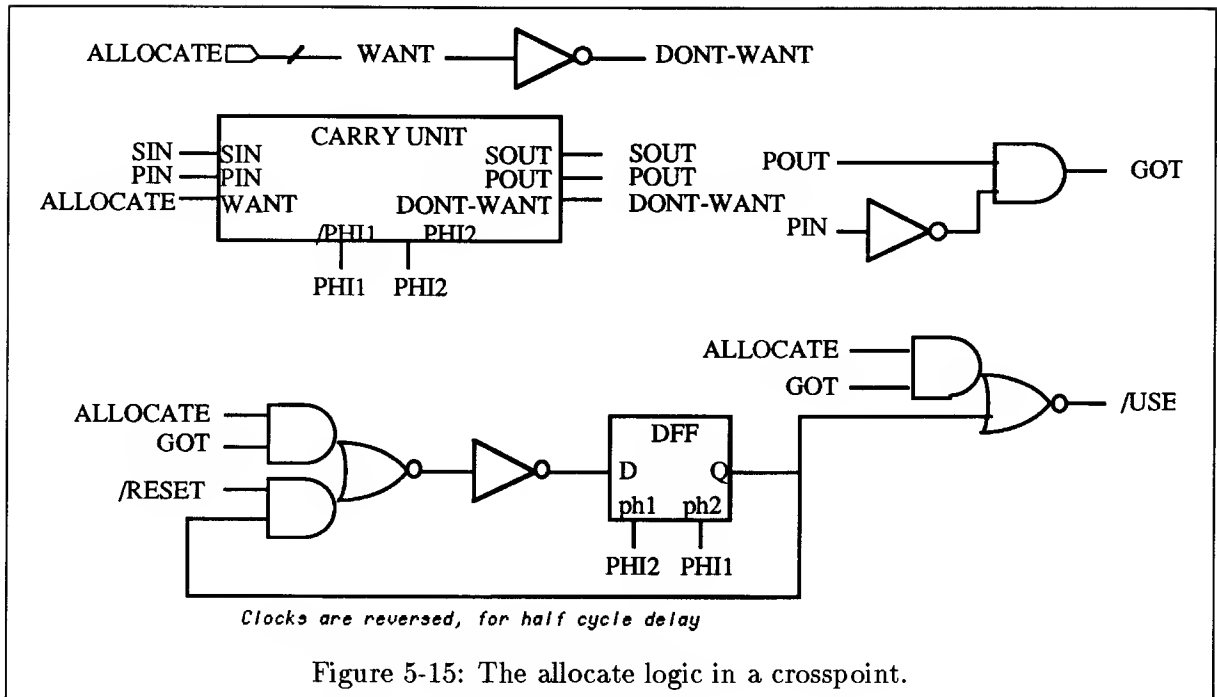 ALLOCATE WANT DONT-WANT
CARRY UNIT
SIN SIN SOUT SOUT
PIN PIN POUT POUT
ALLOCATE WANT DONT-WANT DONT-WANT
/PHI1 PHI2
PHI1 PHI2
POUT GOT
PIN
ALLOCATE
GOT /USE
ALLOCATE
GOT
/RESET
DFF
D Q
ph1 ph2
PHI2 PHI1
Clocks are reversed, for half cycle delay
Figure 5-15: The allocate logic in a crosspoint.